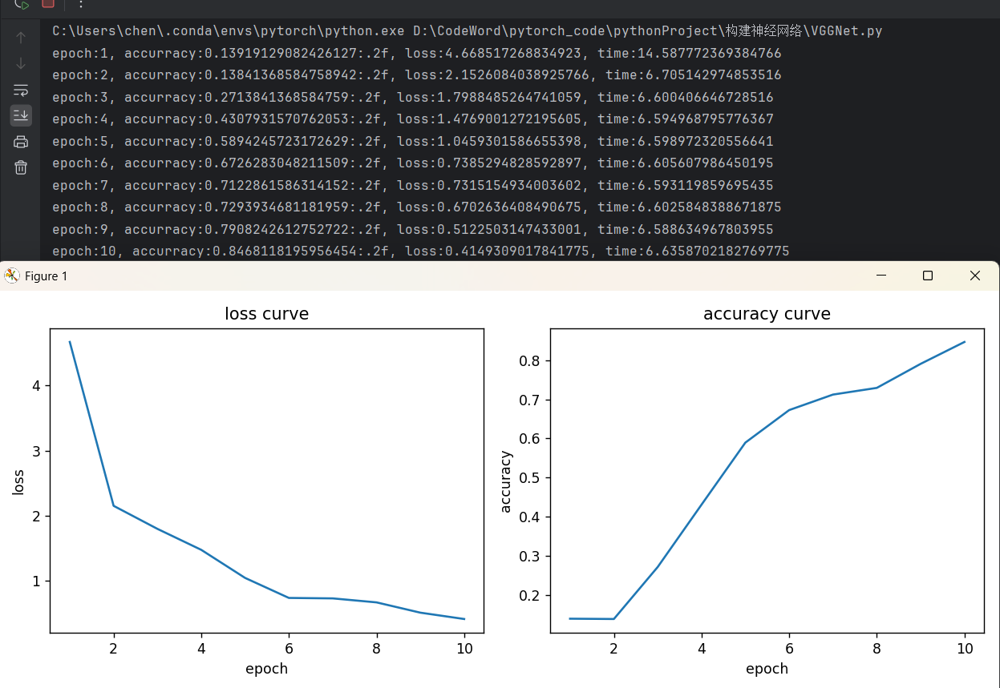 C:\Users\chen\.conda\envs\pytorch\python.exe D:\CodeWord\pytorch_code\pythonProject\构建神经网络\VGGNet.py
epoch:1, accurracy:0.13919129082426127:.2f, loss:4.668517268834923, time:14.587772369384766
epoch:2, accurracy:0.13841368584758942:.2f, loss:2.1526084038925766, time:6.705142974853516
epoch:3, accurracy:0.2713841368584759:.2f, loss:1.7988485264741059, time:6.600406646728516
epoch:4, accurracy:0.4307931570762053:.2f, loss:1.4769001272195605, time:6.594968795776367
epoch:5, accurracy:0.5894245723172629:.2f, loss:1.0459301586655398, time:6.598972320556641
epoch:6, accurracy:0.6726283048211509:.2f, loss:0.7385294828592897, time:6.605607986450195
epoch:7, accurracy:0.7122861586314152:.2f, loss:0.7315154934003602, time:6.593119859695435
epoch:8, accurracy:0.7293934681181959:.2f, loss:0.6702636408490675, time:6.6025848388671875
epoch:9, accurracy:0.7908242612752722:.2f, loss:0.5122503147433001, time:6.588634967803955
epoch:10, accurracy:0.8468118195956454:.2f, loss:0.4149309017841775, time:6.6358702182769775
Figure 1
loss curve
4
3
2
1
loss
2 4 6 8 10
epoch
accuracy curve
0.8
0.7
0.6
0.5
0.4
0.3
0.2
accuracy
2 4 6 8 10
epoch